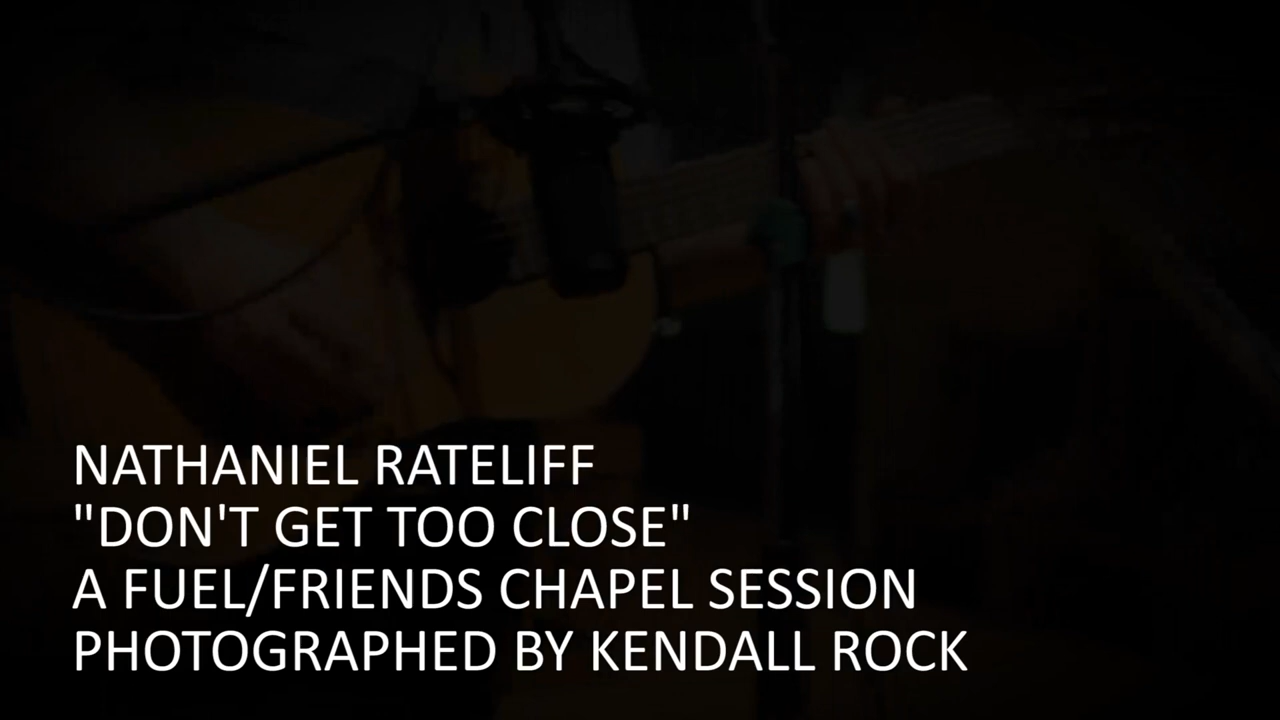 NATHANIEL RATELIFF
"DON'T GET TOO CLOSE"
A FUEL/FRIENDS CHAPEL SESSION
PHOTOGRAPHED BY KENDALL ROCK